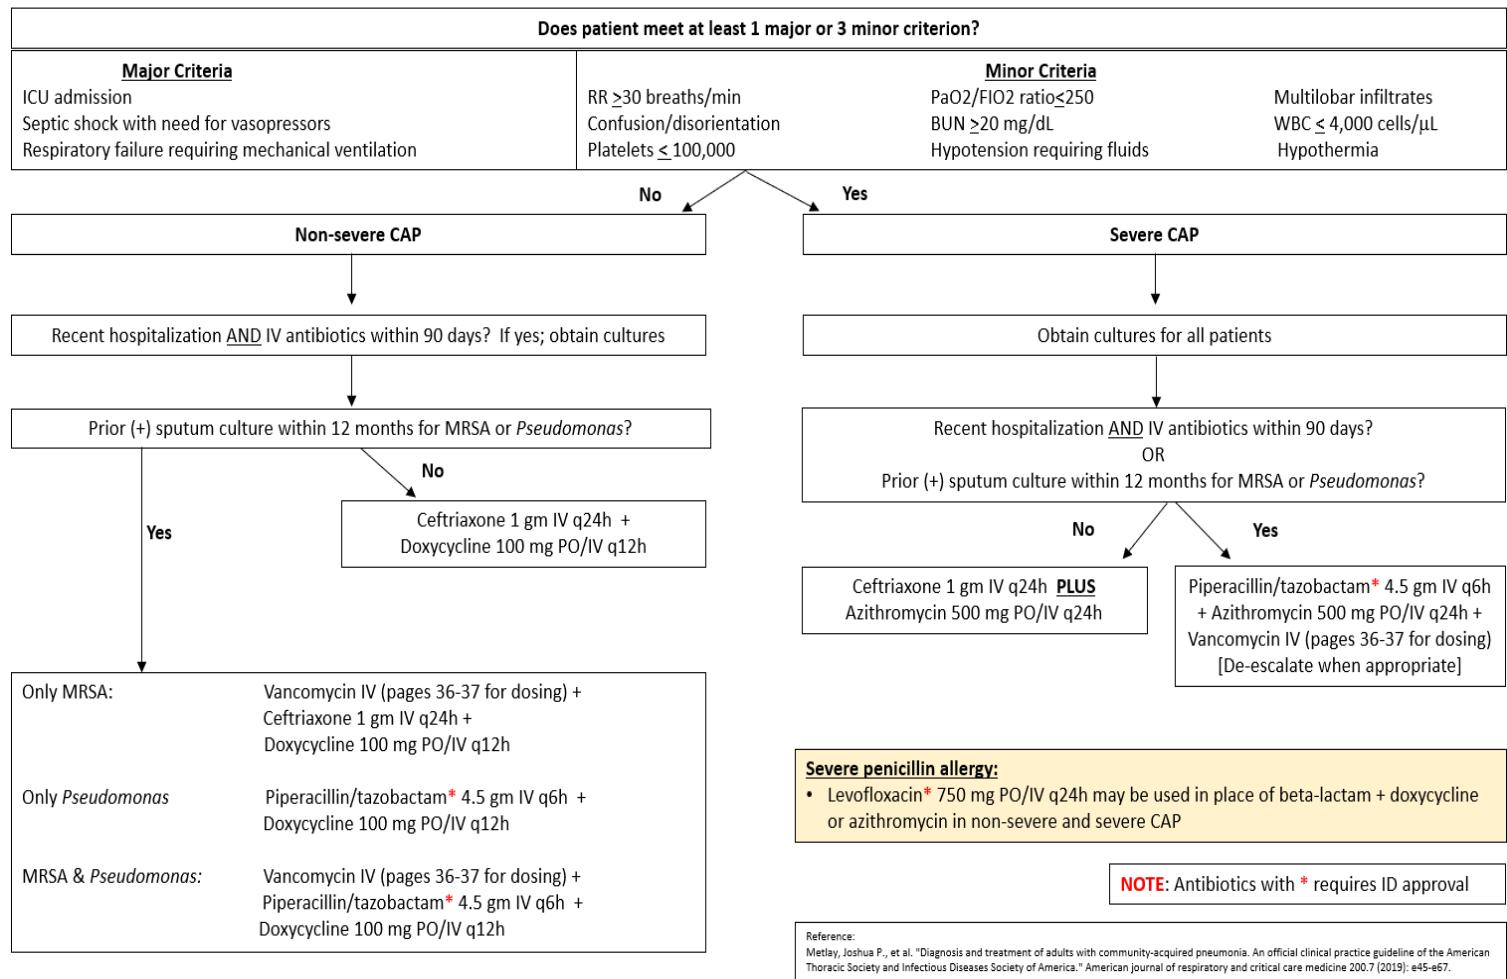 Does patient meet at least 1 major or 3 minor criterion?
Major Criteria
ICU admission
Septic shock with need for vasopressors
Respiratory failure requiring mechanical ventilation
Minor Criteria
RR ≥30 breaths/min
Confusion/disorientation
Platelets ≤ 100,000
PaO2/FIO2 ratio≤250
BUN ≥20 mg/dL
Hypotension requiring fluids
Multilobar infiltrates
WBC ≤ 4,000 cells/μL
Hypothermia
No
Yes
Non-severe CAP
Recent hospitalization AND IV antibiotics within 90 days? If yes; obtain cultures
Prior (+) sputum culture within 12 months for MRSA or Pseudomonas?
No
Yes
Ceftriaxone 1 gm IV q24h +
Doxycycline 100 mg PO/IV q12h
Only MRSA: Vancomycin IV (pages 36-37 for dosing) +
Ceftriaxone 1 gm IV q24h +
Doxycycline 100 mg PO/IV q12h
Only Pseudomonas Piperacillin/tazobactam* 4.5 gm IV q6h +
Doxycycline 100 mg PO/IV q12h
MRSA & Pseudomonas: Vancomycin IV (pages 36-37 for dosing) +
Piperacillin/tazobactam* 4.5 gm IV q6h +
Doxycycline 100 mg PO/IV q12h
Severe CAP
Obtain cultures for all patients
Recent hospitalization AND IV antibiotics within 90 days?
OR
Prior (+) sputum culture within 12 months for MRSA or Pseudomonas?
No
Yes
Ceftriaxone 1 gm IV q24h PLUS
Azithromycin 500 mg PO/IV q24h
Piperacillin/tazobactam* 4.5 gm IV q6h
+ Azithromycin 500 mg PO/IV q24h +
Vancomycin IV (pages 36-37 for dosing)
[De-escalate when appropriate]
Severe penicillin allergy:
• Levofloxacin* 750 mg PO/IV q24h may be used in place of beta-lactam + doxycycline
or azithromycin in non-severe and severe CAP
NOTE: Antibiotics with * requires ID approval
Reference:
Metlay, Joshua P., et al. "Diagnosis and treatment of adults with community-acquired pneumonia. An official clinical practice guideline of the American
Thoracic Society and Infectious Diseases Society of America." American journal of respiratory and critical care medicine 200.7 (2019): e45-e67.